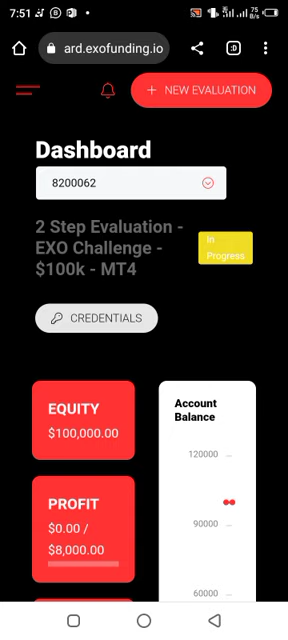 7:51
75
B/s
ard.exofunding.io
:D
+ NEW EVALUATION
Dashboard
8200062
2 Step Evaluation -
EXO Challenge -
$100k - MT4
In
Progress
CREDENTIALS
EQUITY
$100,000.00
PROFIT
$0.00 /
$8,000.00
Account
Balance
120000
90000
60000